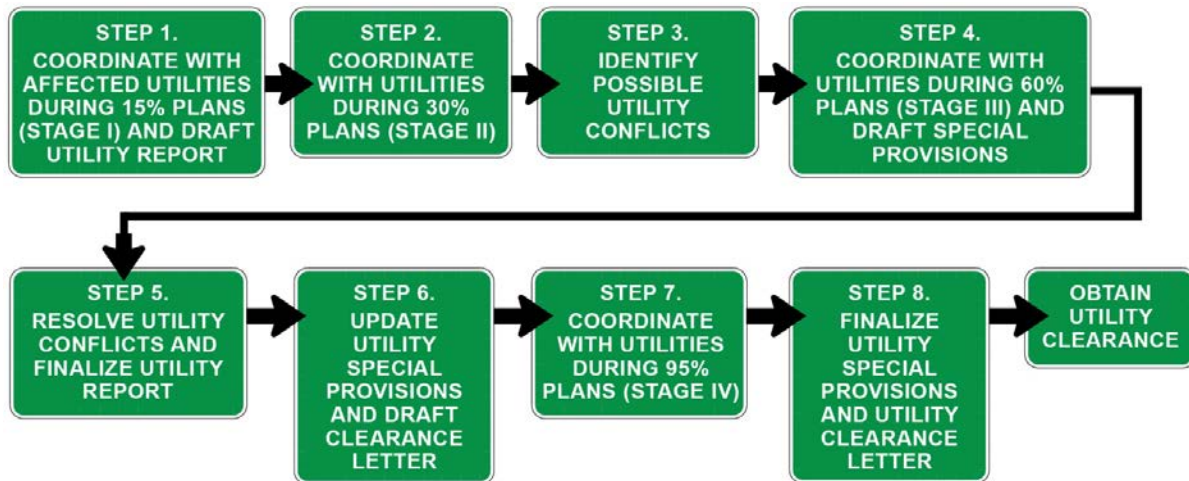 STEP 1.
COORDINATE WITH
AFFECTED UTILITIES
DURING 15% PLANS
(STAGE I) AND DRAFT
UTILITY REPORT
STEP 2.
COORDINATE
WITH UTILITIES
DURING 30%
PLANS (STAGE II)
STEP 3.
IDENTIFY
POSSIBLE
UTILITY
CONFLICTS
STEP 4.
COORDINATE WITH
UTILITIES DURING 60%
PLANS (STAGE III) AND
DRAFT SPECIAL
PROVISIONS
STEP 5.
RESOLVE UTILITY
CONFLICTS AND
FINALIZE UTILITY
REPORT
STEP 6.
UPDATE
UTILITY
SPECIAL
PROVISIONS
AND DRAFT
CLEARANCE
LETTER
STEP 7.
COORDINATE
WITH UTILITIES
DURING 95%
PLANS (STAGE IV)
STEP 8.
FINALIZE
UTILITY
SPECIAL
PROVISIONS
AND UTILITY
CLEARANCE
LETTER
OBTAIN
UTILITY
CLEARANCE